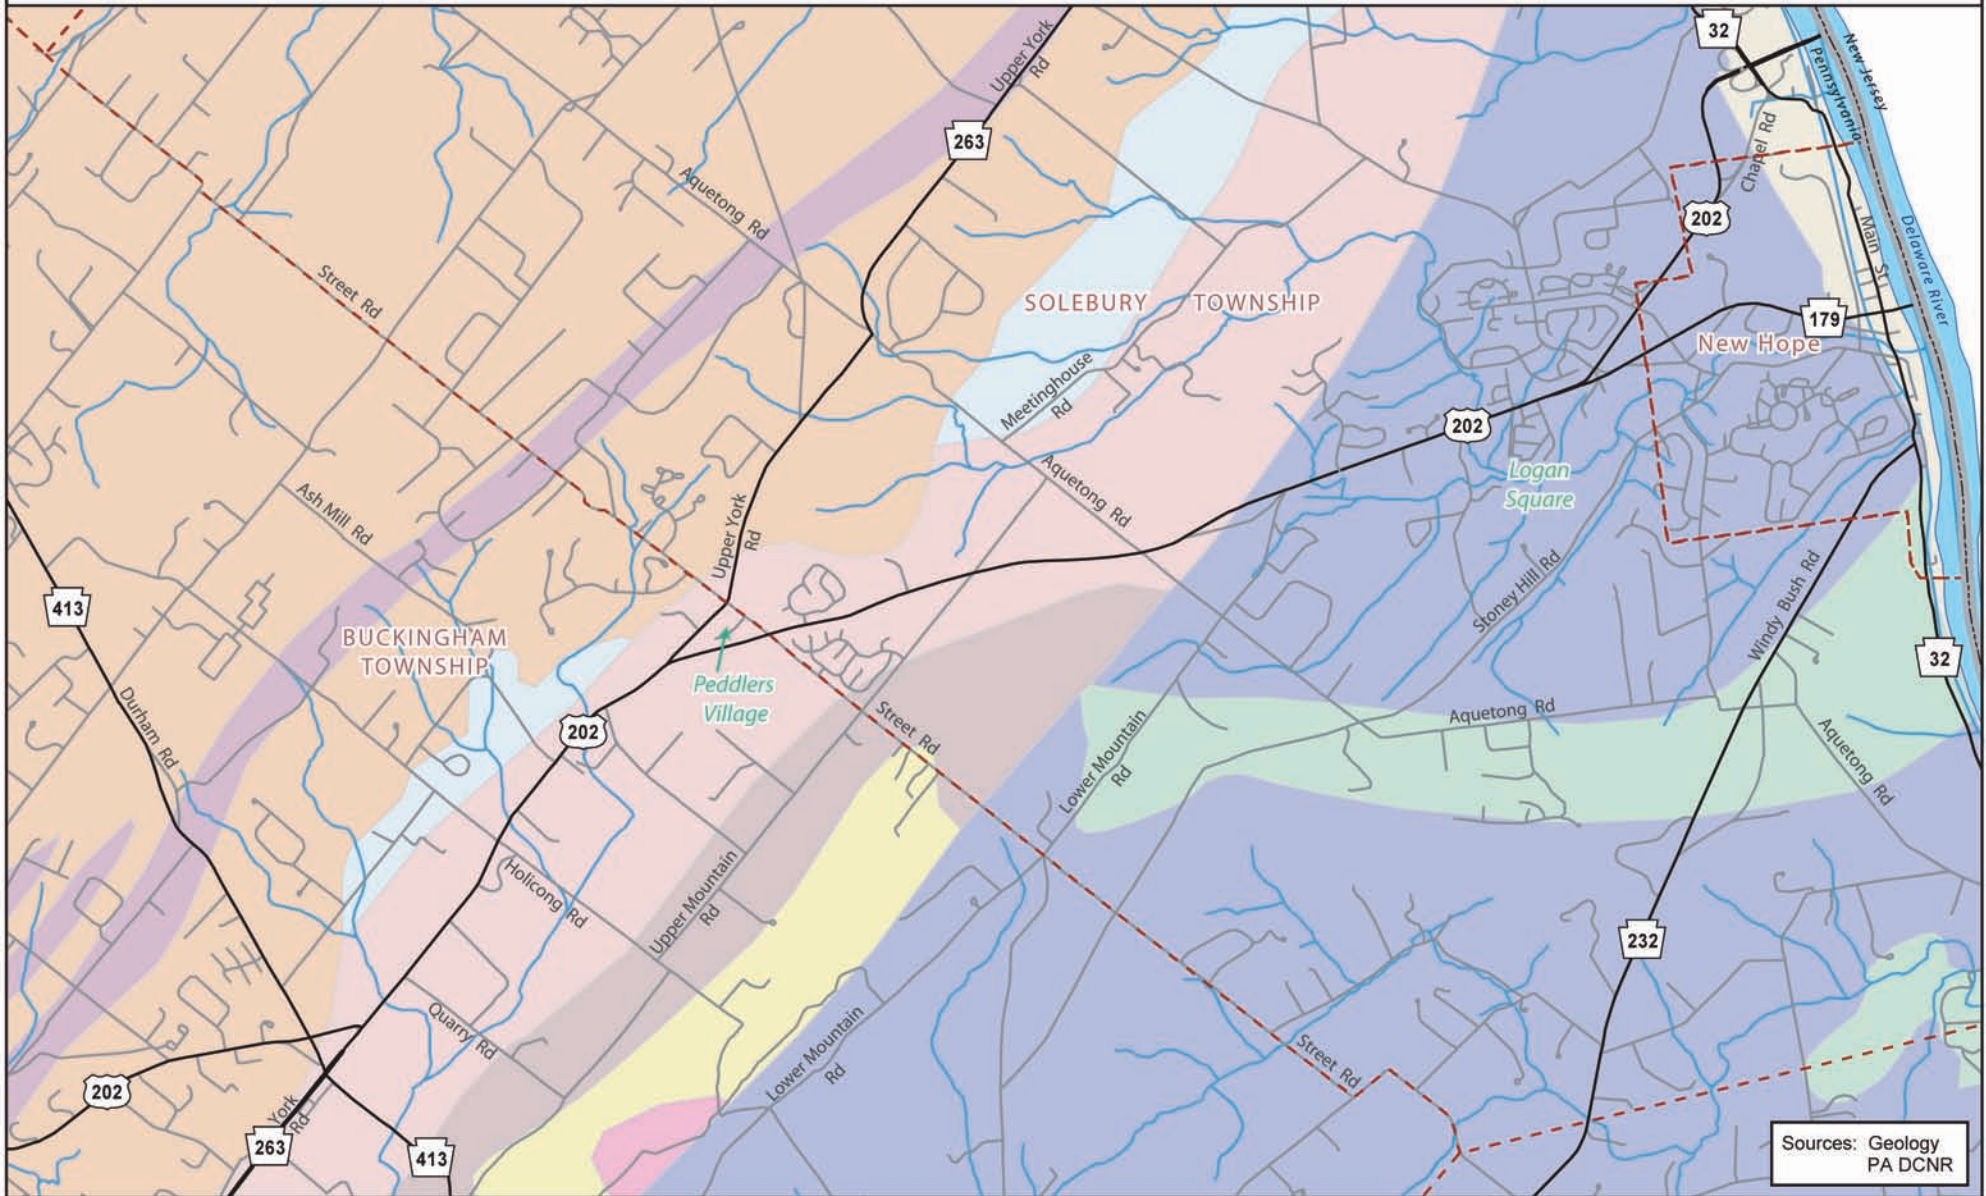 32
New Jersey
Pennsylvania
Upper York
Rd
263
Chapel Rd
Aquetong Rd
202
Main St
Delaware River
Street Rd
SOLEBURY TOWNSHIP
179
New Hope
Meetinghouse
Rd
202
Logan
Square
Aquetong Rd
Ash Mill Rd
Upper York
Rd
413
Stoney Hill Rd
Windy Bush Rd
BUCKINGHAM
TOWNSHIP
32
Peddlers
Village
Durham Rd
202
Street Rd
Aquetong Rd
Lower Mountain
Rd
Aquetong Rd
Holicong Rd
Upper Mountain
Rd
232
Quarry Rd
Lower Mountain
Rd
Street Rd
202
York
Rd
263
413
Sources: Geology
PA DCNR